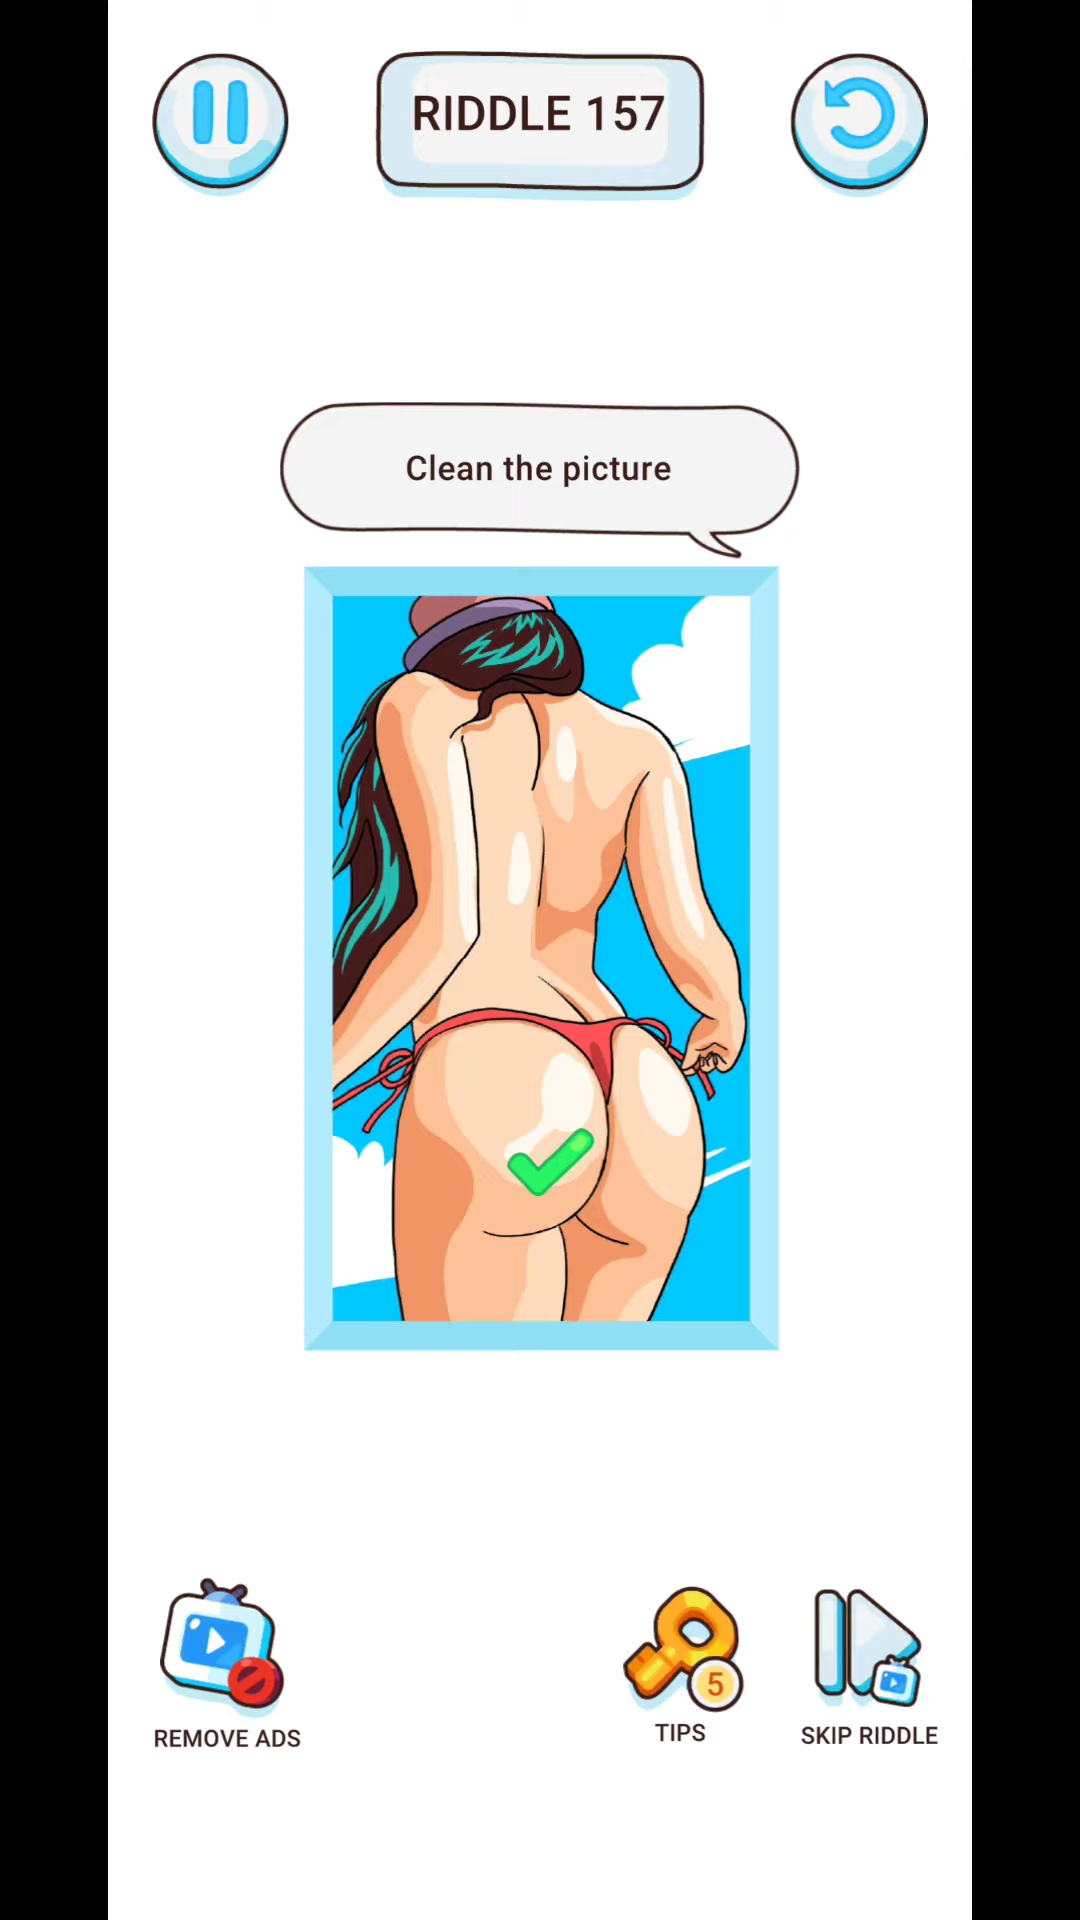 RIDDLE 157
Clean the picture
5
REMOVE ADS
TIPS
SKIP RIDDLE